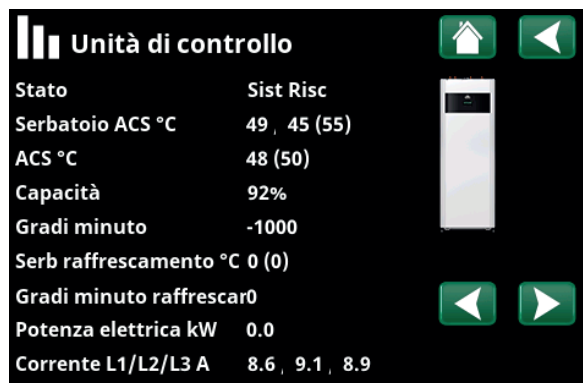 Unità di controllo
Stato Sist Risc
Serbatoio ACS °C 49 , 45 (55)
ACS °C 48 (50)
Capacità 92%
Gradi minuto -1000
Serb raffrescamento °C 0 (0)
Gradi minuto raffrescar0
Potenza elettrica kW 0.0
Corrente L1/L2/L3 A 8.6 , 9.1 , 8.9